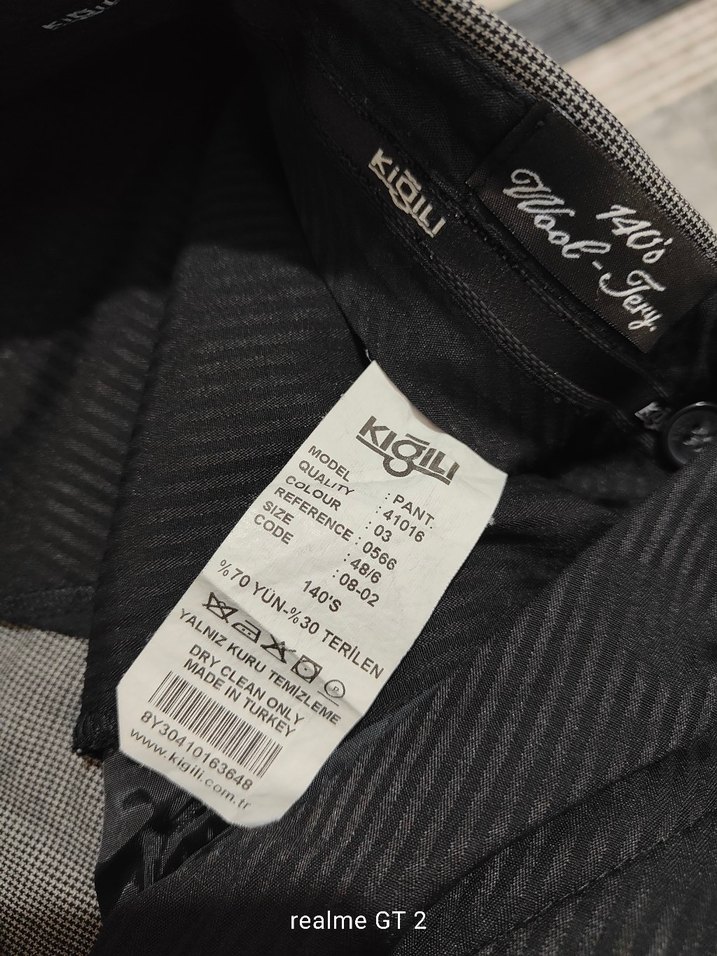 KIĞILI
KIĞILI
140's
Wool-Tery.
KIĞILI
MODEL : PANT.
QUALITY : 41016
COLOUR : 03
REFERENCE : 0566
SIZE : 48/6
CODE : 08-02
140'S
%70 YÜN-%30 TERİLEN
YALNIZ KURU TEMİZLEME
DRY CLEAN ONLY
MADE IN TURKEY
8Y30410163648
www.kigili.com.tr
realme GT 2